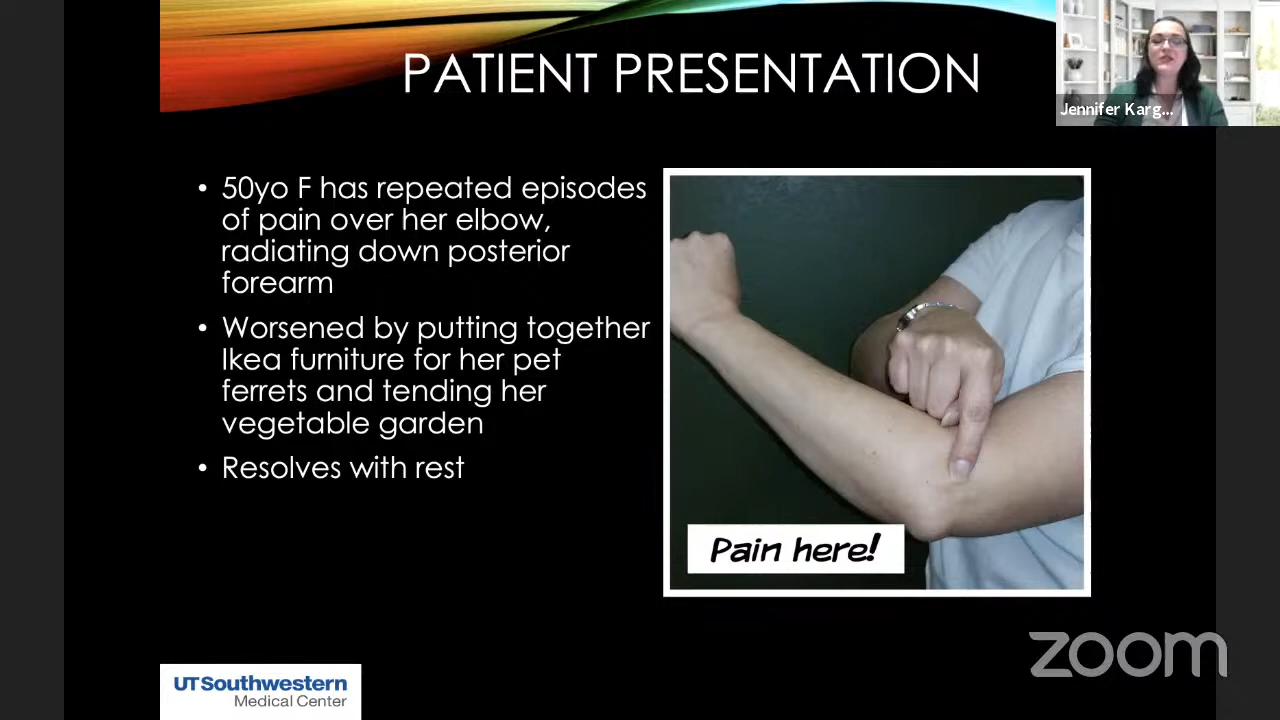 PATIENT PRESENTATION
Jennifer Karg...
• 50yo F has repeated episodes
of pain over her elbow,
radiating down posterior
forearm
• Worsened by putting together
Ikea furniture for her pet
ferrets and tending her
vegetable garden
• Resolves with rest
Pain here!
zoom
UTSouthwestern
Medical Center